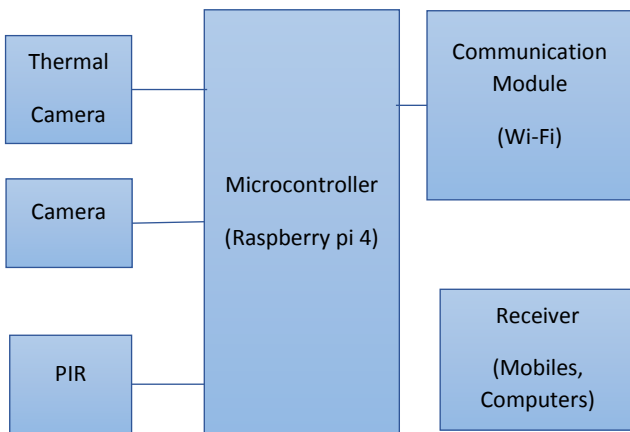 Thermal
Camera
Camera
PIR
Microcontroller
(Raspberry pi 4)
Communication
Module
(Wi-Fi)
Receiver
(Mobiles,
Computers)